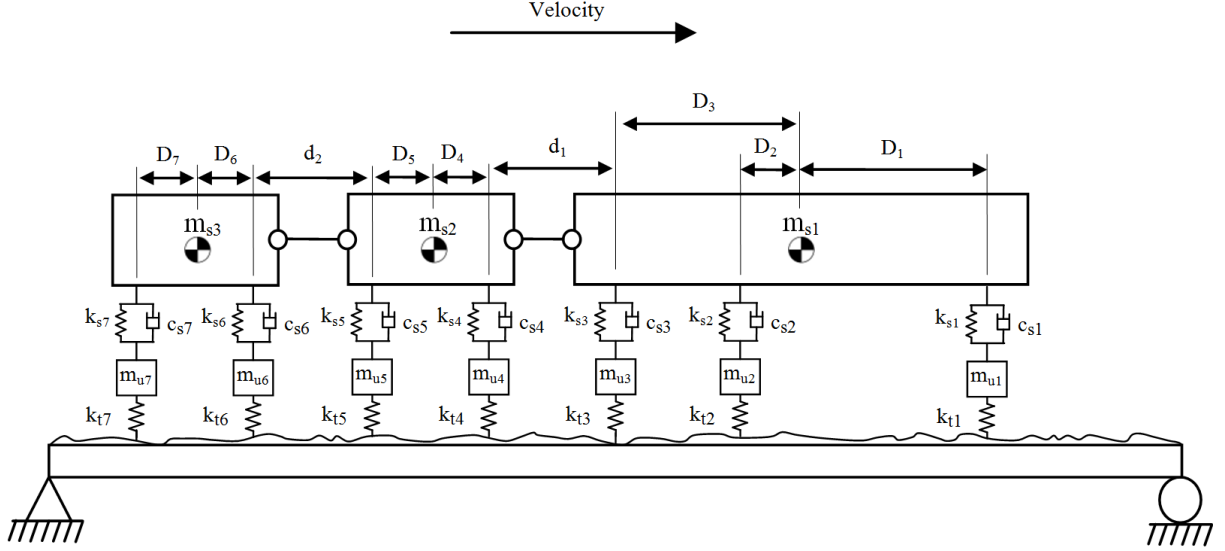 Velocity
D₃
D₇ D₆ d₂ D₅ D₄ d₁ D₂ D₁
mₛ₃ mₛ₂ mₛ₁
kₛ₇ cₛ₇ kₛ₆ cₛ₆ kₛ₅ cₛ₅ kₛ₄ cₛ₄ kₛ₃ cₛ₃ kₛ₂ cₛ₂ kₛ₁ cₛ₁
mᵤ₇ mᵤ₆ mᵤ₅ mᵤ₄ mᵤ₃ mᵤ₂ mᵤ₁
kₜ₇ kₜ₆ kₜ₅ kₜ₄ kₜ₃ kₜ₂ kₜ₁